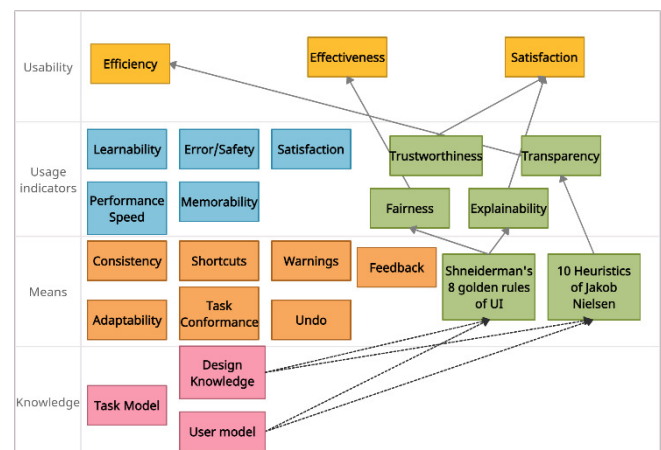 Usability
Efficiency
Effectiveness
Satisfaction
Usage
indicators
Learnability
Error/Safety
Satisfaction
Trustworthiness
Transparency
Performance
Speed
Memorability
Fairness
Explainability
Means
Consistency
Shortcuts
Warnings
Feedback
Shneiderman's
8 golden rules
of UI
10 Heuristics
of Jakob
Nielsen
Adaptability
Task
Conformance
Undo
Knowledge
Task Model
Design
Knowledge
User model